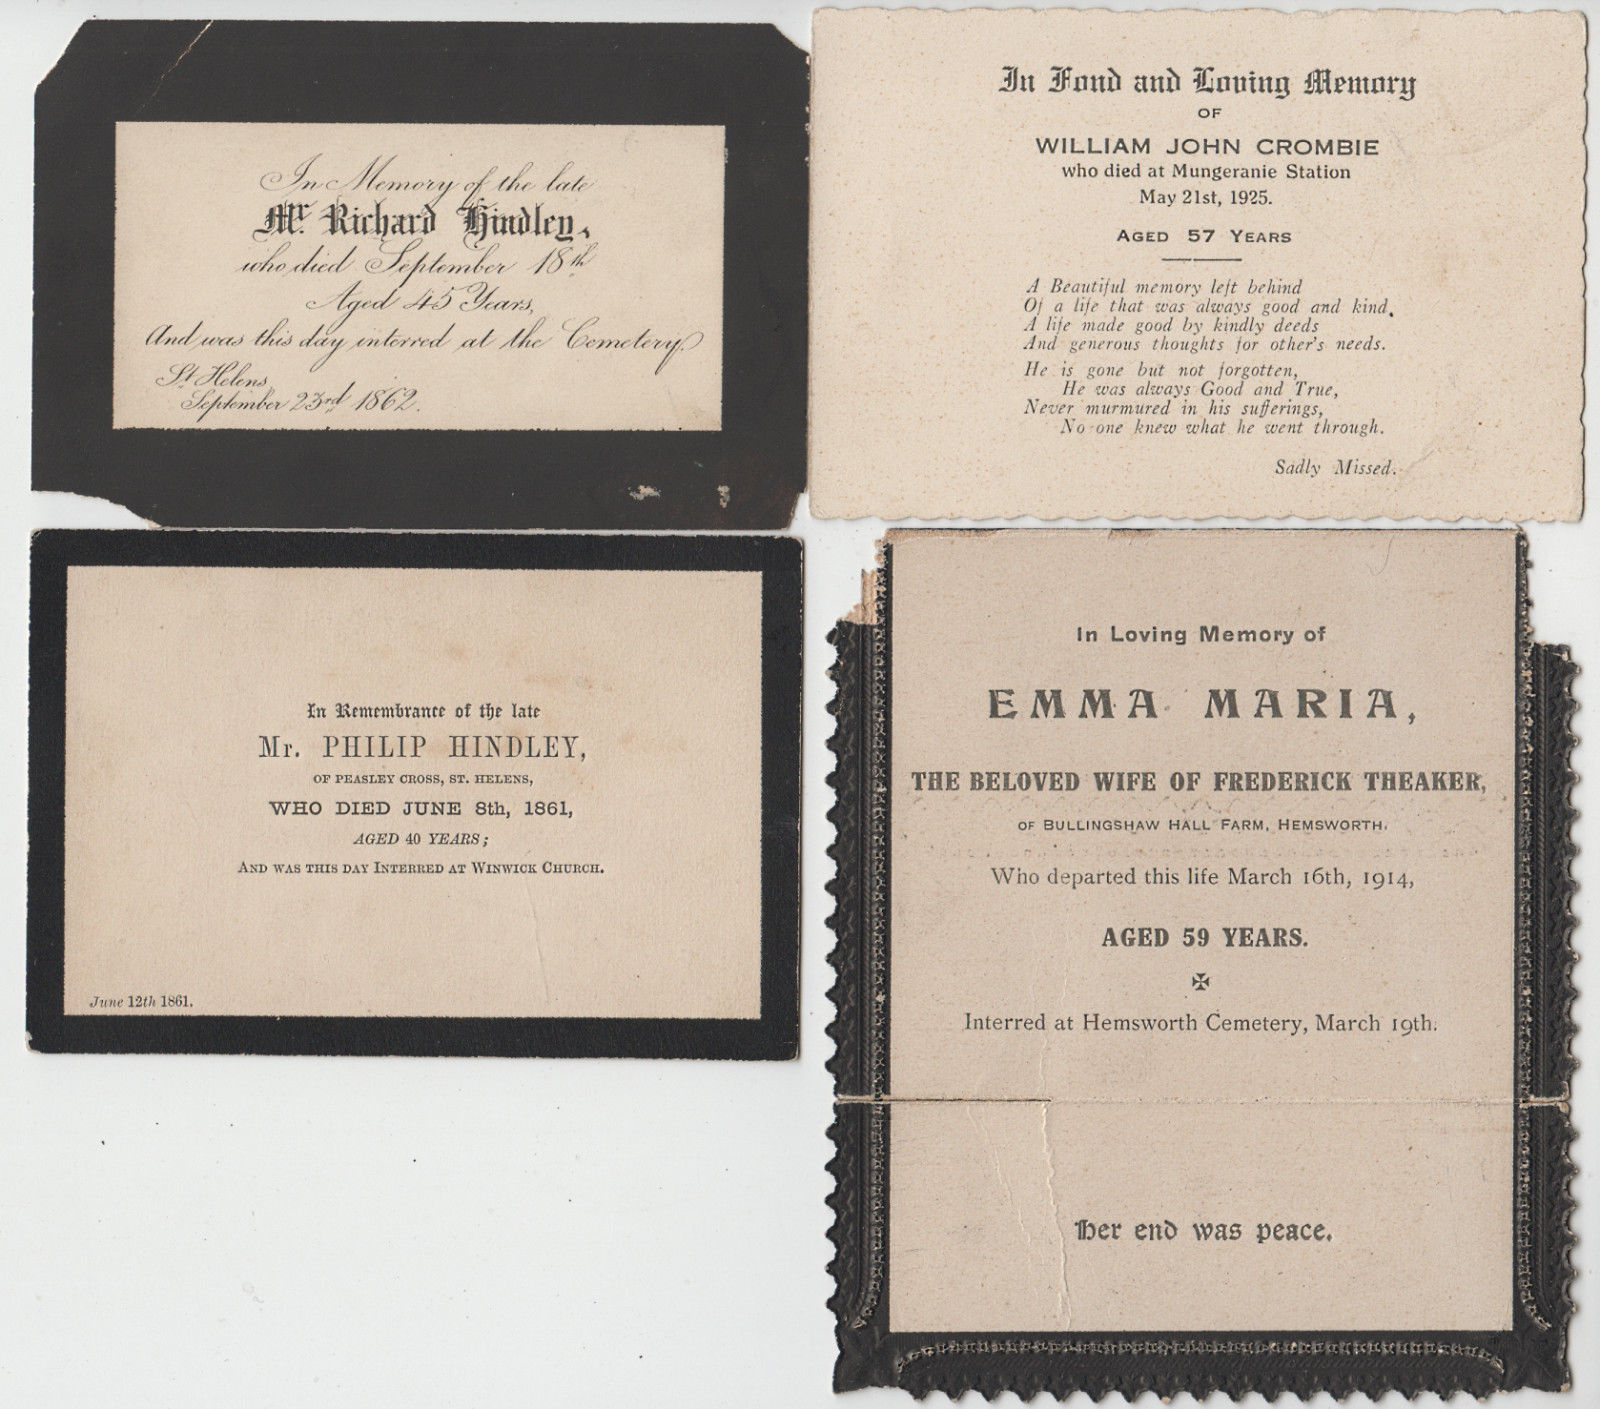 In Memory of the late
Mr. Richard Hindley,
who died September 18th
Aged 45 Years,
And was this day interred at the Cemetery.
St. Helens,
September 23rd 1862.
In Fond and Loving Memory
OF
WILLIAM JOHN CROMBIE
who died at Mungeranie Station
May 21st, 1925.
AGED 57 YEARS
A Beautiful memory left behind
Of a life that was always good and kind,
A life made good by kindly deeds
And generous thoughts for other's needs.
He is gone but not forgotten,
He was always Good and True,
Never murmured in his sufferings,
No one knew what he went through.
Sadly Missed.
In Remembrance of the late
Mr. PHILIP HINDLEY,
OF PEASLEY CROSS, ST. HELENS,
WHO DIED JUNE 8th, 1861,
AGED 40 YEARS;
AND WAS THIS DAY INTERRED AT WINWICK CHURCH.
June 12th 1861.
In Loving Memory of
EMMA MARIA,
THE BELOVED WIFE OF FREDERICK THEAKER,
OF BULLINGSHAW HALL FARM, HEMSWORTH.
Who departed this life March 16th, 1914,
AGED 59 YEARS.
Interred at Hemsworth Cemetery, March 19th.
Her end was peace.